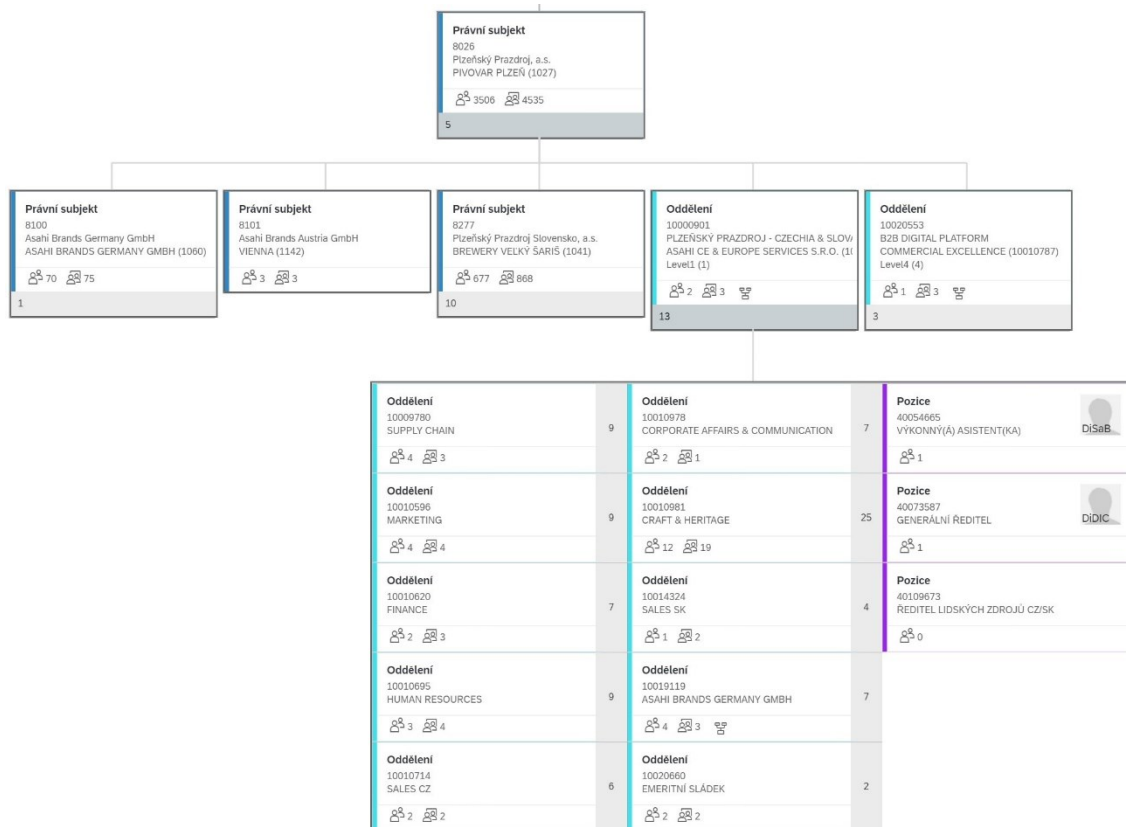 Právní subjekt
8026
Plzeňský Prazdroj, a.s.
PIVOVAR PLZEŇ (1027)
3506 4535
5
Právní subjekt
8100
Asahi Brands Germany GmbH
ASAHI BRANDS GERMANY GMBH (1060)
70 75
1
Právní subjekt
8101
Asahi Brands Austria GmbH
VIENNA (1142)
3 3
Právní subjekt
8277
Plzeňský Prazdroj Slovensko, a.s.
BREWERY VEĽKÝ ŠARIŠ (1041)
677 868
10
Oddělení
10000901
PLZEŇSKÝ PRAZDROJ - CZECHIA & SLOV
ASAHI CE & EUROPE SERVICES S.R.O. (1
Level1 (1)
2 3
13
Oddělení
10020553
B2B DIGITAL PLATFORM
COMMERCIAL EXCELLENCE (10010787)
Level4 (4)
1 3
3
Oddělení
10009780
SUPPLY CHAIN
4 3
9
Oddělení
10010596
MARKETING
4 4
9
Oddělení
10010620
FINANCE
2 3
7
Oddělení
10010695
HUMAN RESOURCES
3 4
9
Oddělení
10010714
SALES CZ
2 2
6
Oddělení
10010978
CORPORATE AFFAIRS & COMMUNICATION
2 1
7
Oddělení
10010981
CRAFT & HERITAGE
12 19
25
Oddělení
10014324
SALES SK
1 2
4
Oddělení
10019119
ASAHI BRANDS GERMANY GMBH
4 3
7
Oddělení
10020660
EMERITNÍ SLÁDEK
2 2
2
Pozice
40054665
VÝKONNÝ(Á) ASISTENT(KA)
DiSaB
1
Pozice
40073587
GENERÁLNÍ ŘEDITEL
DiDIC
1
Pozice
40109673
ŘEDITEL LIDSKÝCH ZDROJŮ CZ/SK
0